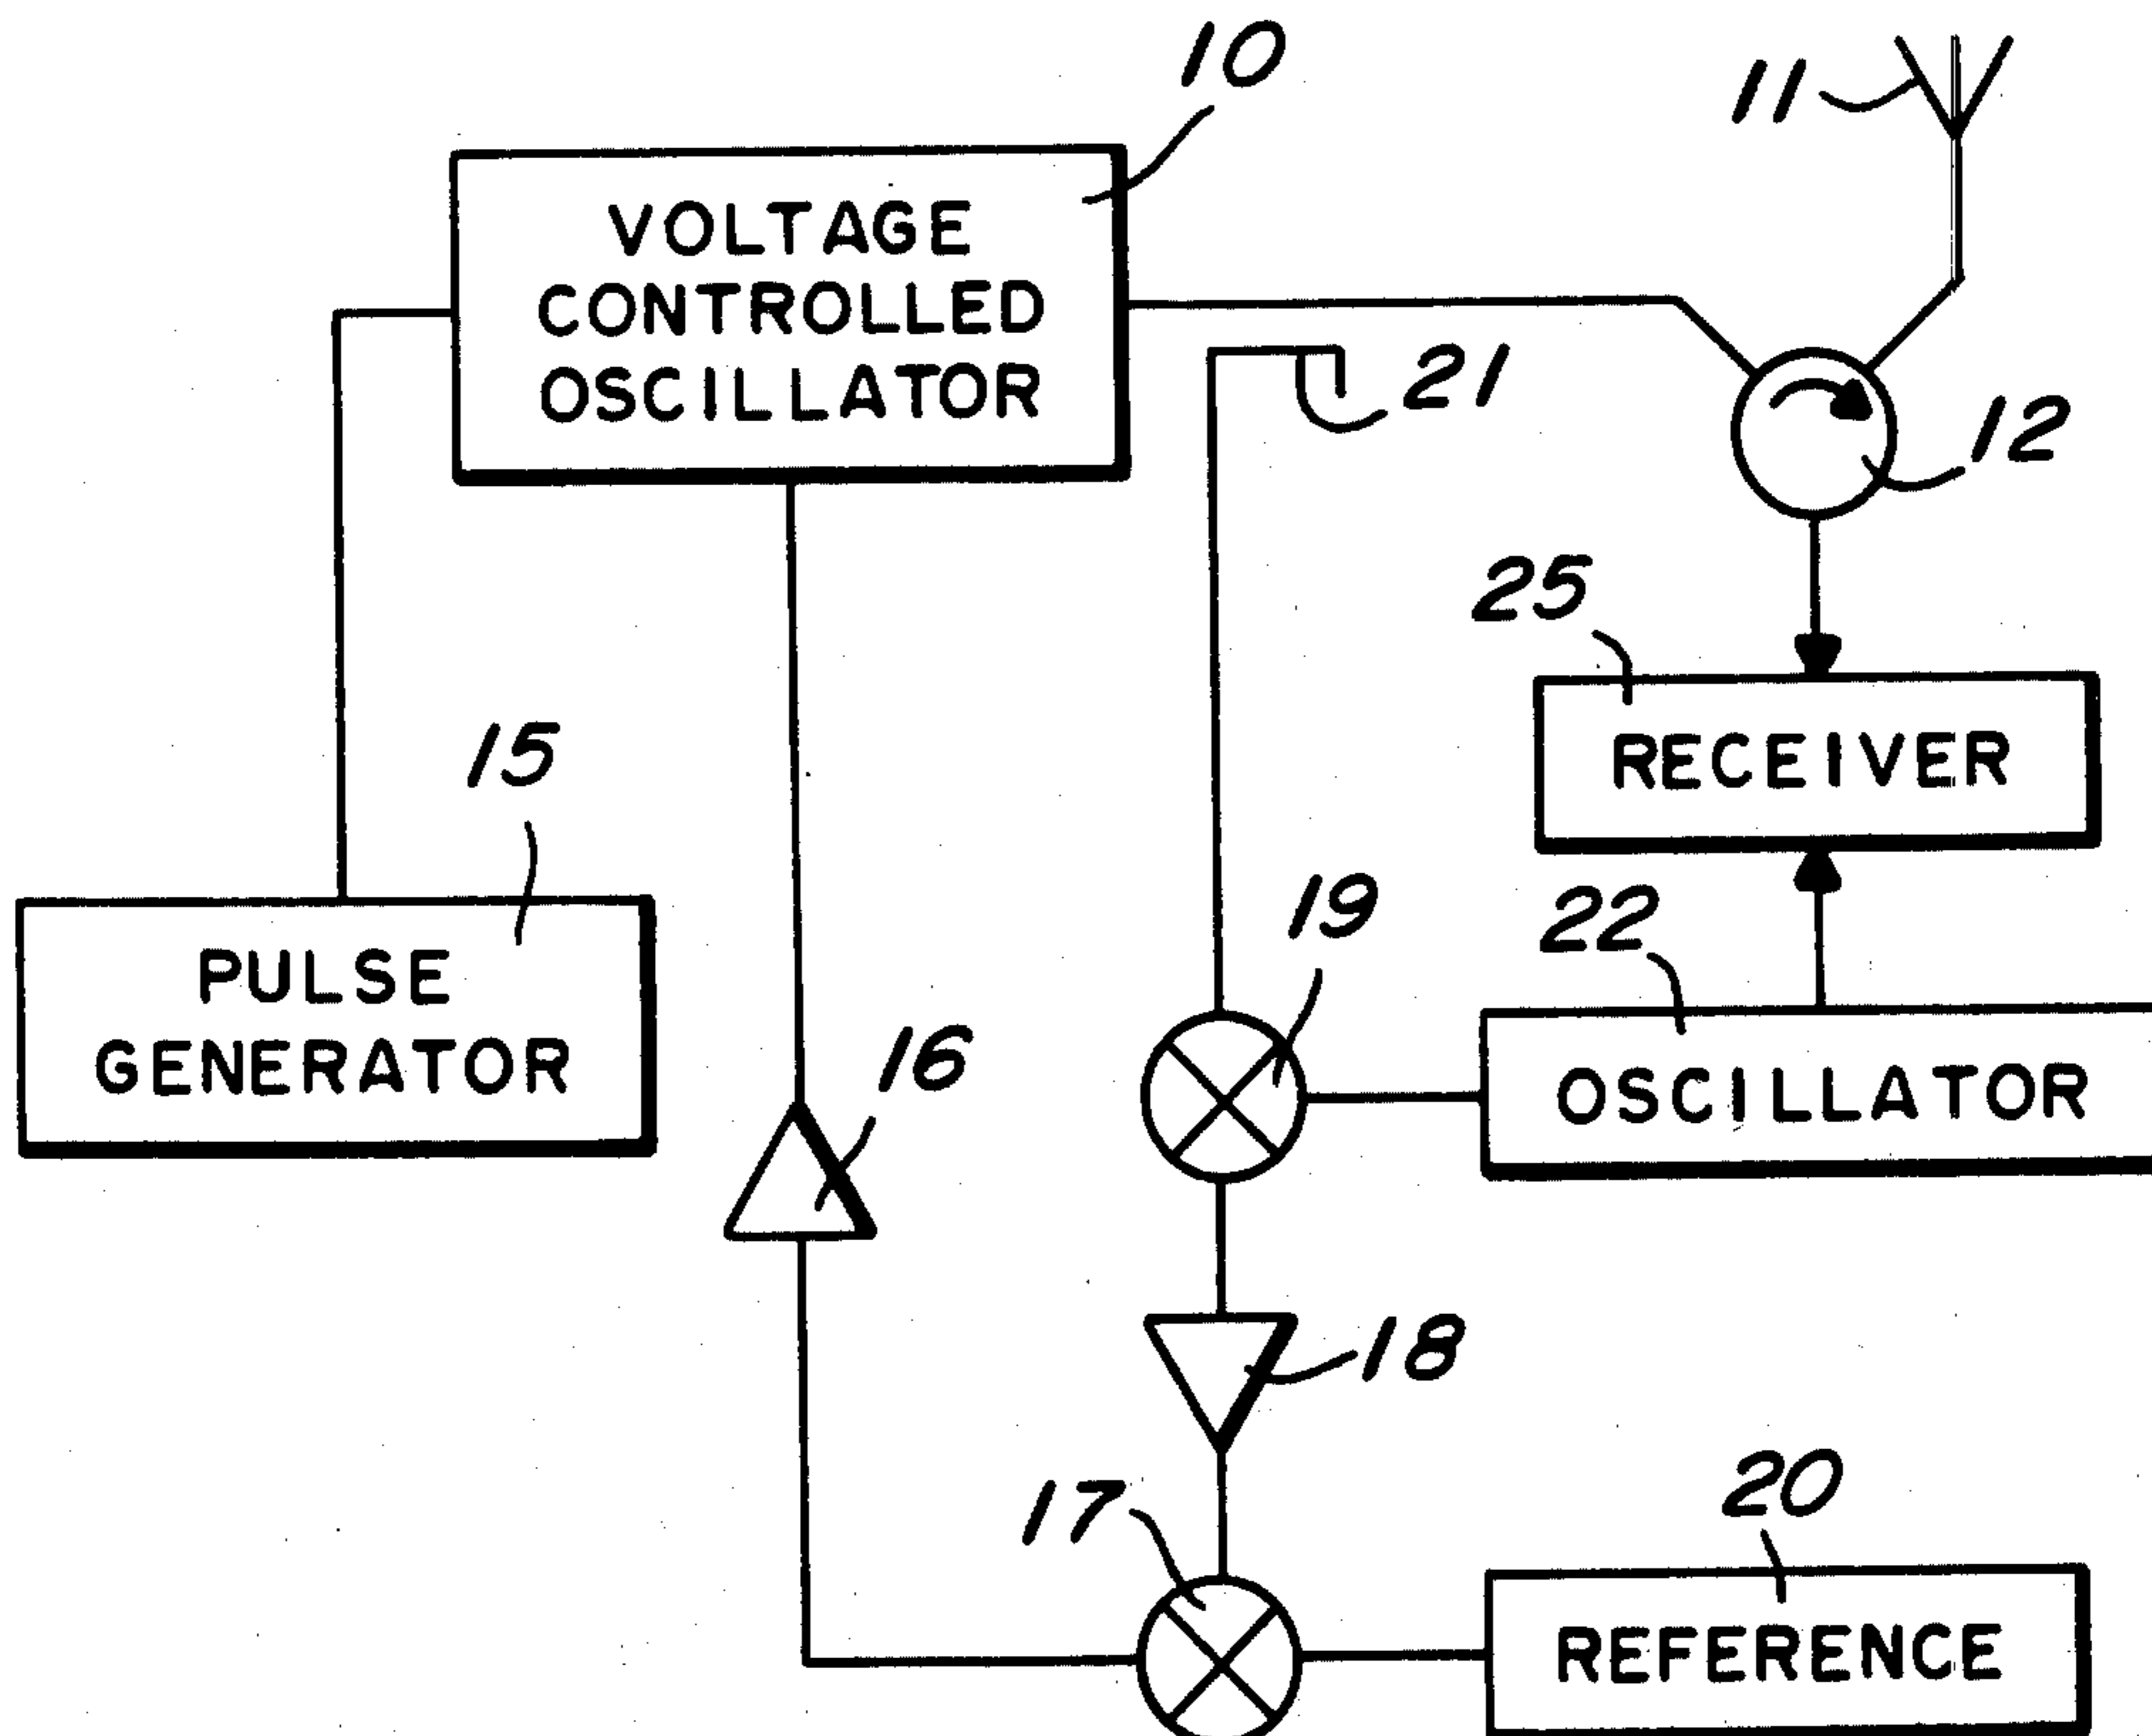 10
11
VOLTAGE
CONTROLLED
OSCILLATOR
21
12
25
RECEIVER
15
19
22
PULSE
GENERATOR
16
OSCILLATOR
18
17
20
REFERENCE